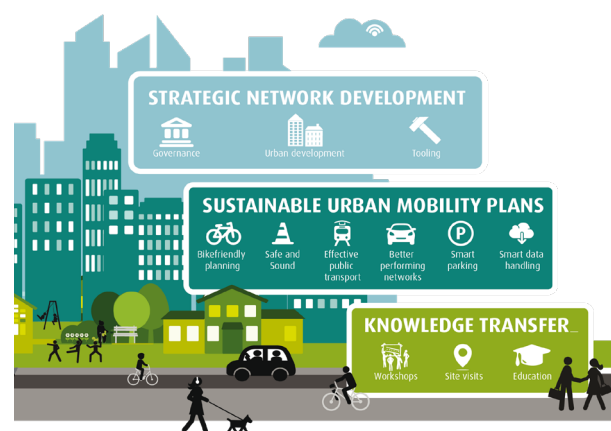 STRATEGIC NETWORK DEVELOPMENT
Governance
Urban development
Tooling
SUSTAINABLE URBAN MOBILITY PLANS
Bikefriendly
planning
Safe and
Sound
Effective
public
transport
Better
performing
networks
Smart
parking
Smart data
handling
KNOWLEDGE TRANSFER...
Workshops
Site visits
Education